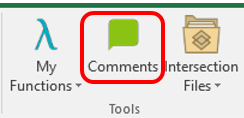 λ
My Functions
Comments
Intersection Files
Tools